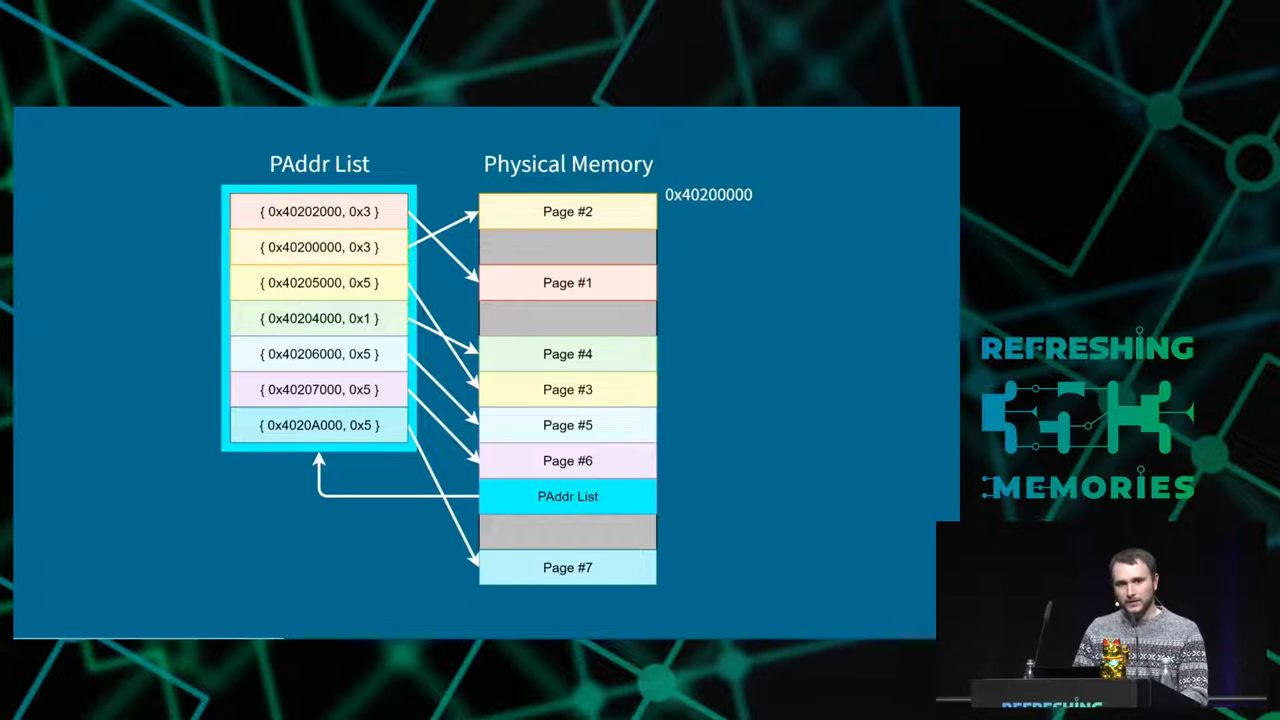 PAddr List
{ 0x40202000, 0x3 }
{ 0x40200000, 0x3 }
{ 0x40205000, 0x5 }
{ 0x40204000, 0x1 }
{ 0x40206000, 0x5 }
{ 0x40207000, 0x5 }
{ 0x4020A000, 0x5 }
Physical Memory
0x40200000
Page #2
Page #1
Page #4
Page #3
Page #5
Page #6
PAddr List
Page #7
REFRESHING
MEMORIES
REFRESHING